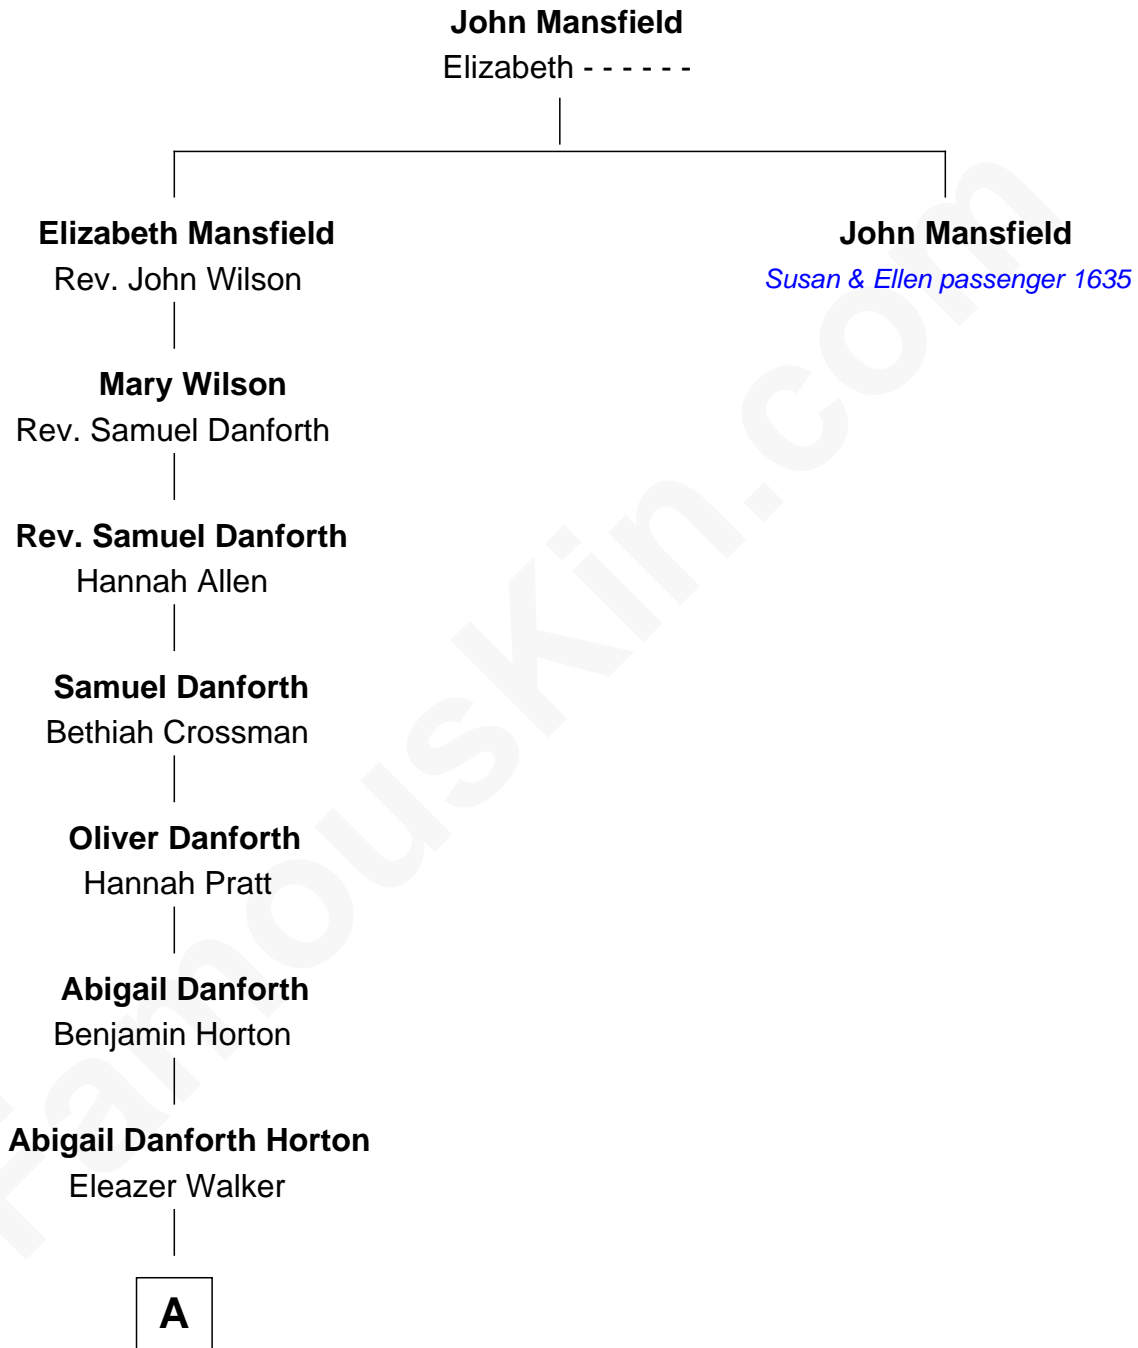 John Mansfield
Elizabeth - - - - - -
Elizabeth Mansfield
Rev. John Wilson
John Mansfield
Susan & Ellen passenger 1635
Mary Wilson
Rev. Samuel Danforth
Rev. Samuel Danforth
Hannah Allen
Samuel Danforth
Bethiah Crossman
Oliver Danforth
Hannah Pratt
Abigail Danforth
Benjamin Horton
Abigail Danforth Horton
Eleazer Walker
A
FamousKin.com